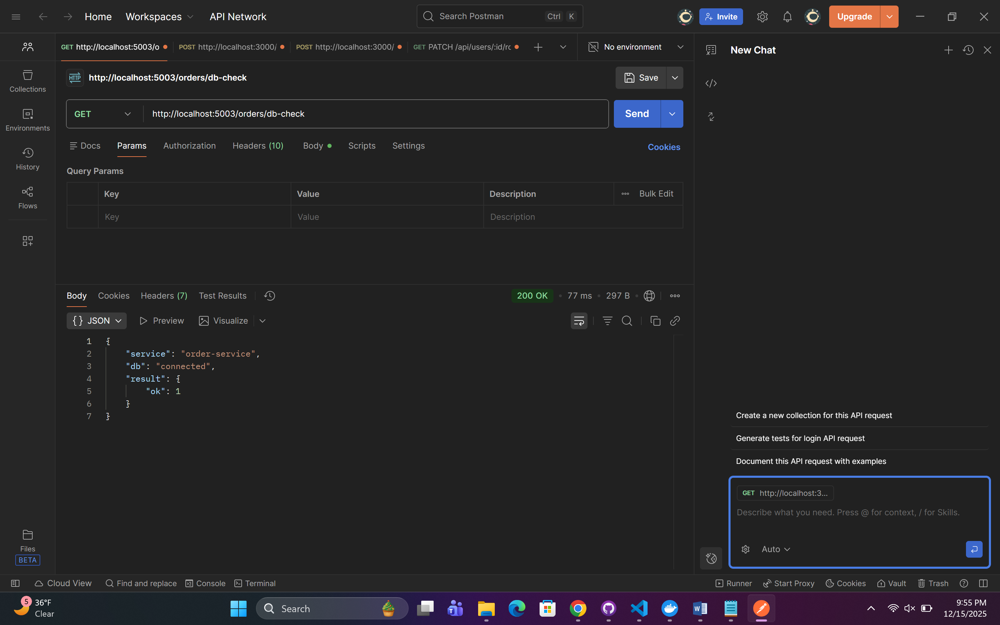 Home Workspaces API Network Search Postman Ctrl K Invite Upgrade
GET http://localhost:5003/o POST http://localhost:3000/ POST http://localhost:3000/ GET PATCH /api/users/:id/rc No environment New Chat
HTTP http://localhost:5003/orders/db-check Save
Collections
GET http://localhost:5003/orders/db-check Send
Environments
Docs Params Authorization Headers (10) Body Scripts Settings Cookies
History
Query Params
Key Value Description Bulk Edit
Flows
Key Value Description
Body Cookies Headers (7) Test Results 200 OK 77 ms 297 B
{} JSON Preview Visualize
1 {
2 "service": "order-service",
3 "db": "connected",
4 "result": {
5 "ok": 1
6 }
7 }
Create a new collection for this API request
Generate tests for login API request
Document this API request with examples
GET http://localhost:3...
Describe what you need. Press @ for context, / for Skills.
Files
BETA
Auto
Cloud View Find and replace Console Terminal Runner Start Proxy Cookies Vault Trash
5 36°F
Clear
Search
9:55 PM
12/15/2025